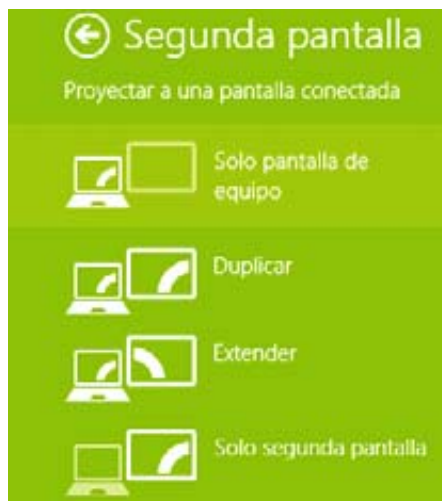 Segunda pantalla
Proyectar a una pantalla conectada
Solo pantalla de
equipo
Duplicar
Extender
Solo segunda pantalla